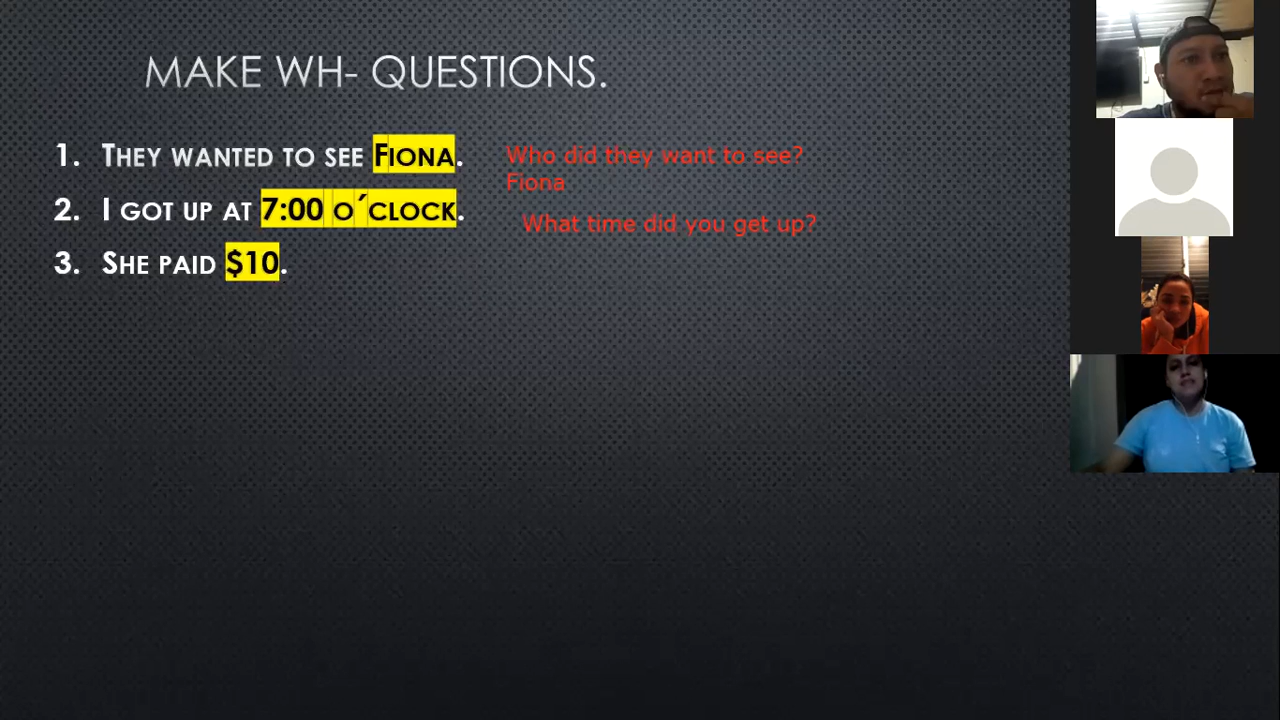 MAKE WH- QUESTIONS.
1. THEY WANTED TO SEE FIONA.
Who did they want to see?
Fiona
2. I GOT UP AT 7:00 O´CLOCK.
What time did you get up?
3. SHE PAID $10.